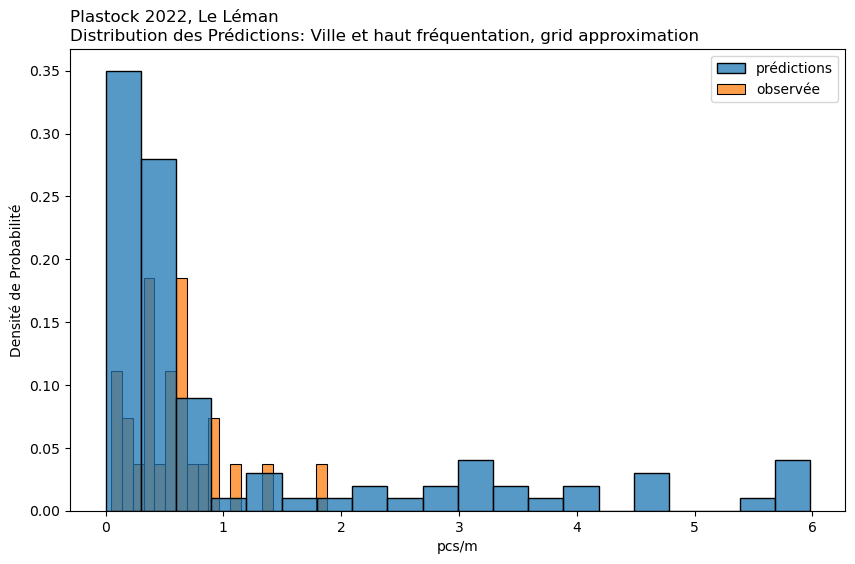 Plastock 2022, Le Léman
Distribution des Prédictions: Ville et haut fréquentation, grid approximation
prédictions
observée
Densité de Probabilité
0.35
0.30
0.25
0.20
0.15
0.10
0.05
0.00
0 1 2 3 4 5 6
pcs/m